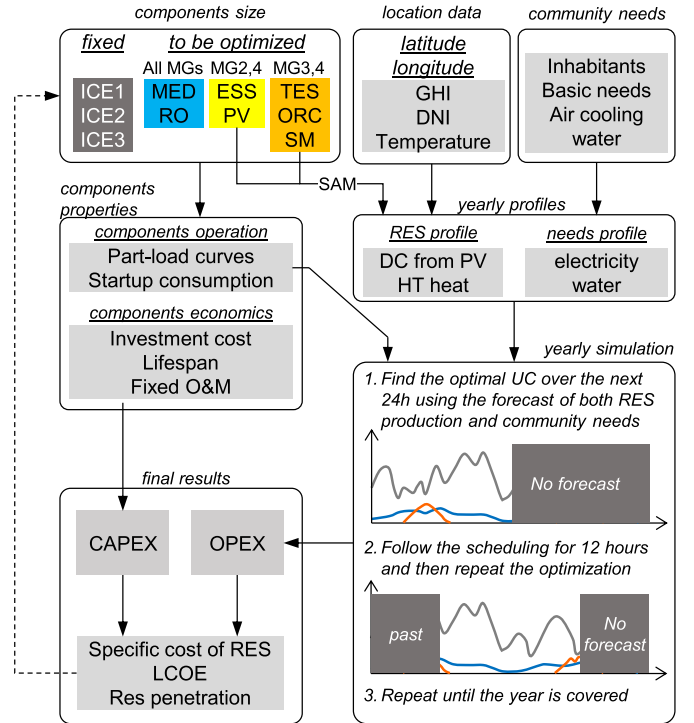 components size
fixed
to be optimized
All MGs
MG2,4
MG3,4
ICE1
ICE2
ICE3
MED
RO
ESS
PV
TES
ORC
SM
location data
latitude
longitude
GHI
DNI
Temperature
community needs
Inhabitants
Basic needs
Air cooling
water
SAM
components
properties
components operation
Part-load curves
Startup consumption
components economics
Investment cost
Lifespan
Fixed O&M
yearly profiles
RES profile
DC from PV
HT heat
needs profile
electricity
water
yearly simulation
1. Find the optimal UC over the next
24h using the forecast of both RES
production and community needs
No forecast
2. Follow the scheduling for 12 hours
and then repeat the optimization
past
No
forecast
3. Repeat until the year is covered
final results
CAPEX
OPEX
Specific cost of RES
LCOE
Res penetration